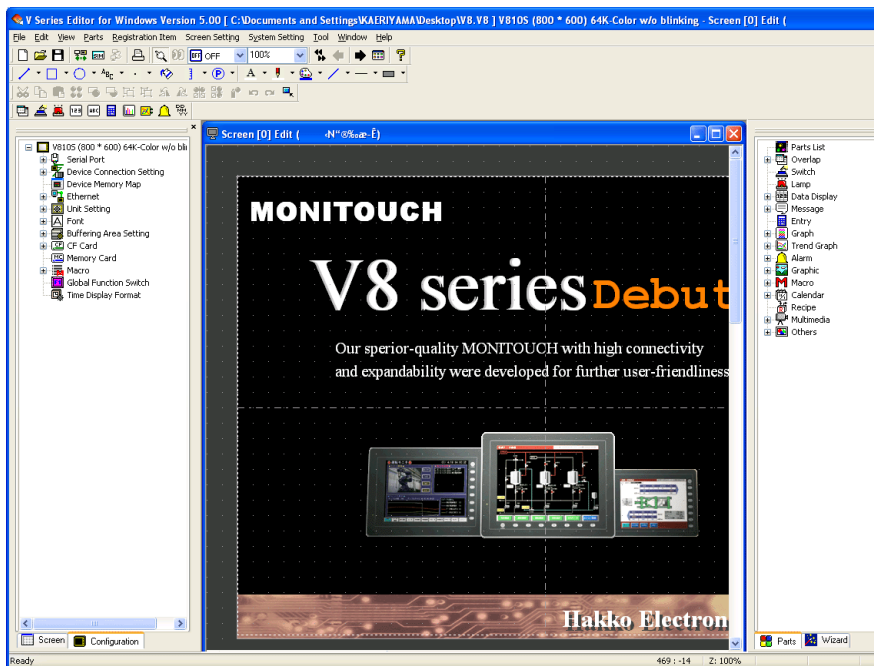 V Series Editor for Windows Version 5.00 [ C:\Documents and Settings\KAERIYAMA\Desktop\V8.V8 ] V810S (800 * 600) 64K-Color w/o blinking - Screen [0] Edit (
File Edit View Parts Registration Item Screen Setting System Setting Tool Window Help
OFF OFF 100%
ABC A
123 ABC
Screen [0] Edit ( ‹N“®‰æ–Ê)
V810S (800 * 600) 64K-Color w/o bli
Serial Port
Device Connection Setting
Device Memory Map
Ethernet
Unit Setting
Font
Buffering Area Setting
CF Card
Memory Card
Macro
Global Function Switch
Time Display Format
MONITOUCH
V8 series Debut
Our sperior-quality MONITOUCH with high connectivity
and expandability were developed for further user-friendliness
Hakko Electron
Parts List
Overlap
Switch
Lamp
Data Display
Message
Entry
Graph
Trend Graph
Alarm
Graphic
Macro
Calendar
Recipe
Multimedia
Others
Screen Configuration
Parts Wizard
Ready
469 : -14 Z: 100%